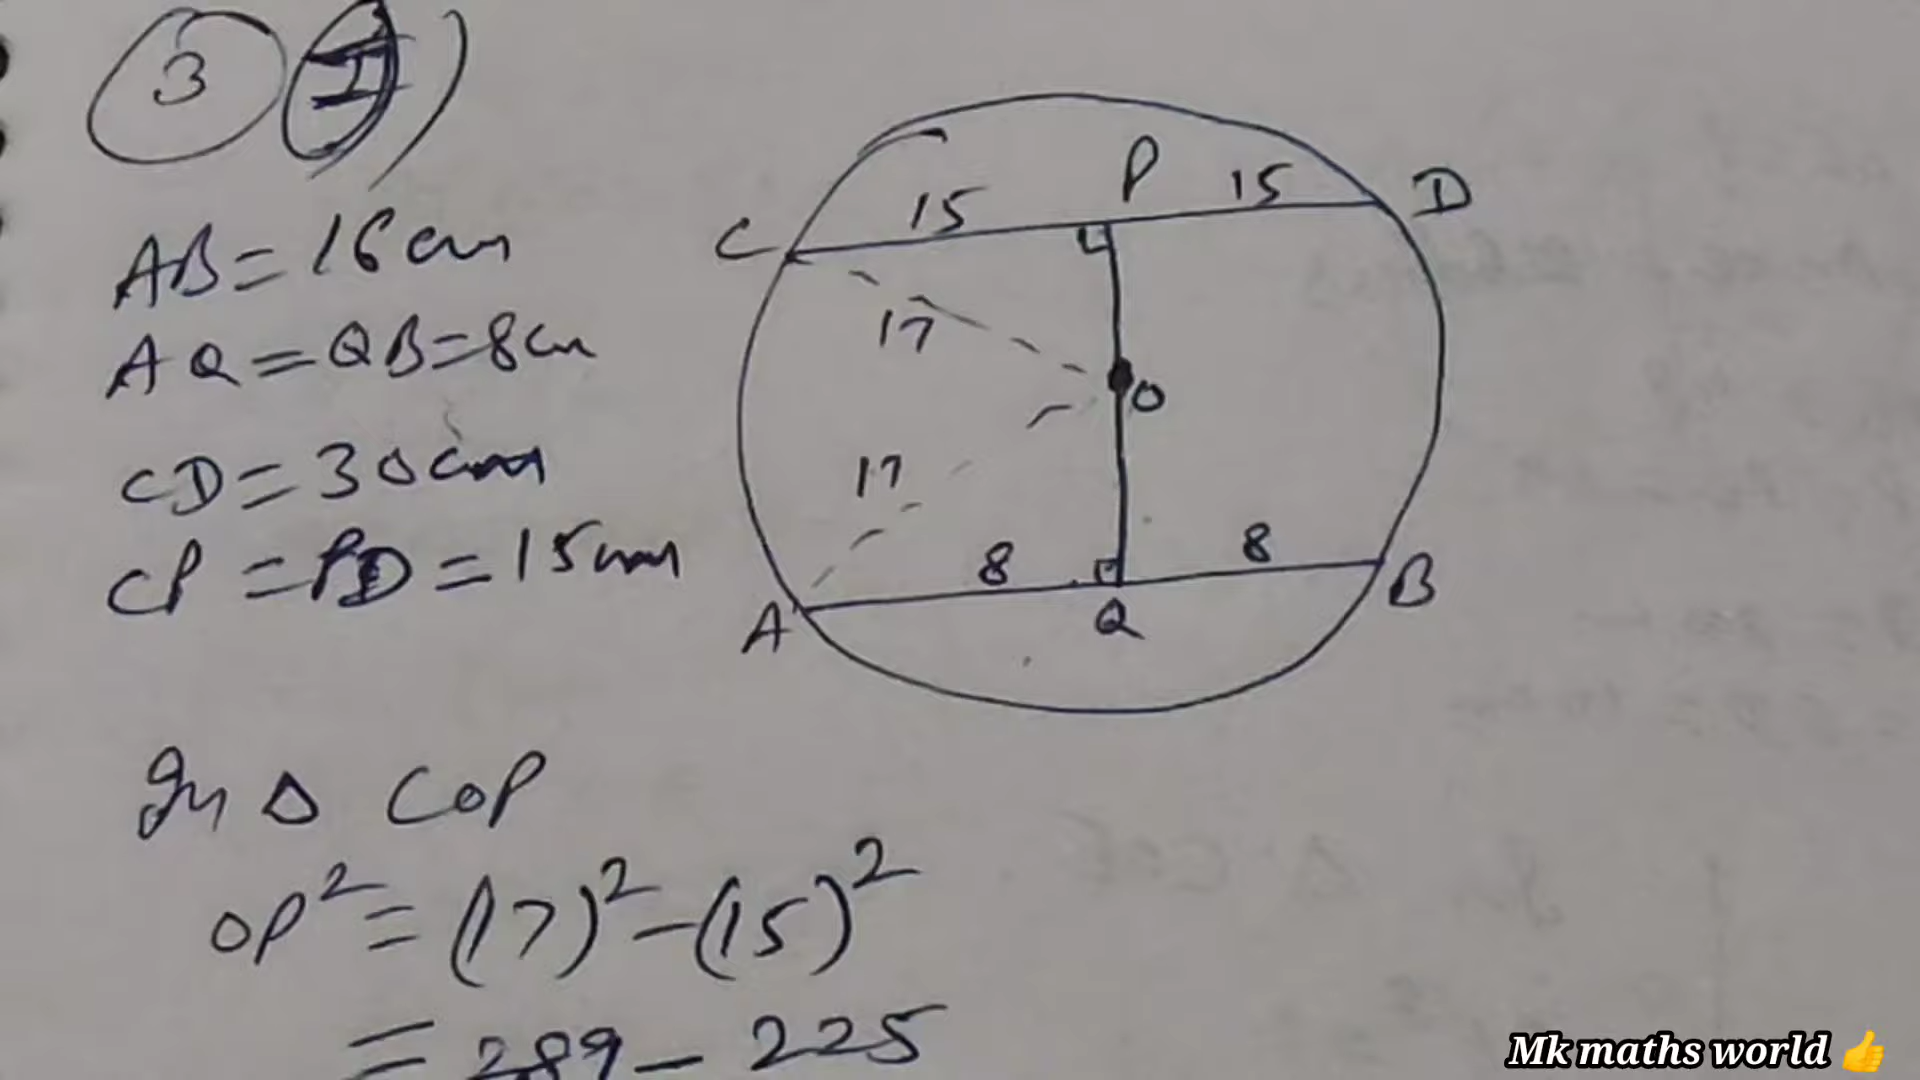 3 I)
AB = 16 cm
AQ = QB = 8 cm
CD = 30 cm
CP = PD = 15 cm
P
15 15
C D
17
O
17
8 8
A Q B
In Δ COP
OP² = (17)² - (15)²
= 289 - 225
Mk maths world 👍